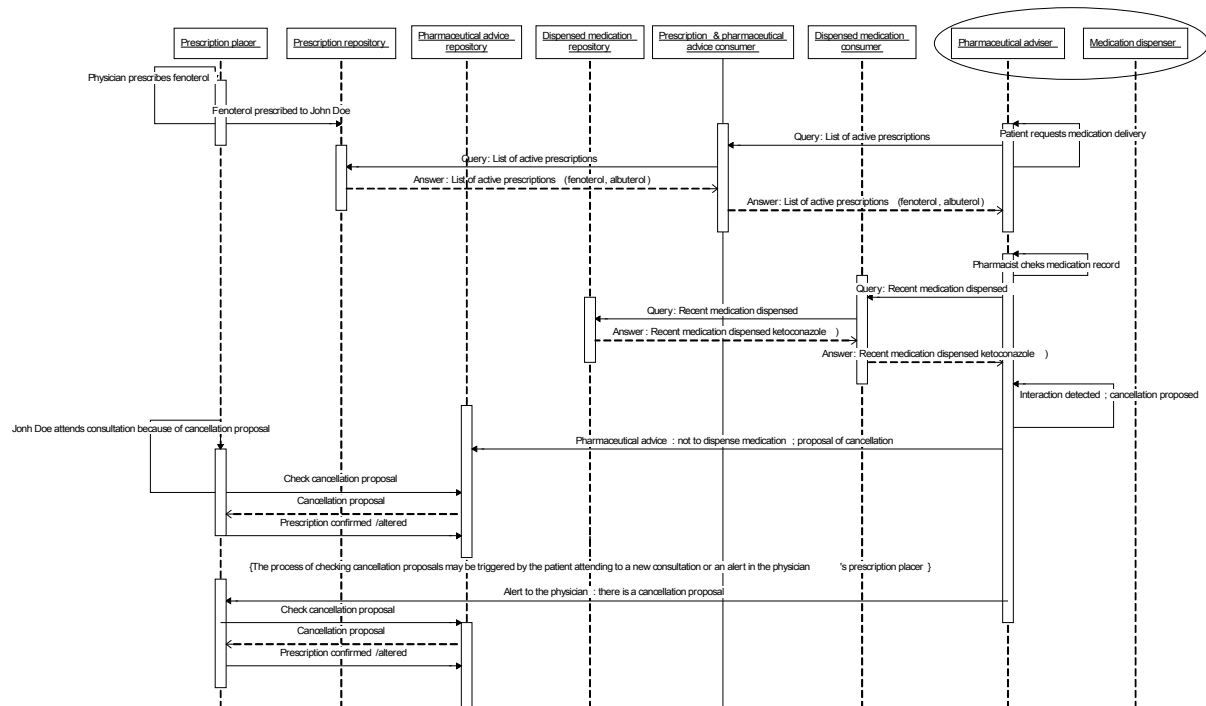 Prescription placer
Prescription repository
Pharmaceutical advice
repository
Dispensed medication
repository
Prescription & pharmaceutical
advice consumer
Dispensed medication
consumer
Pharmaceutical adviser
Medication dispenser
Physician prescribes fenoterol
Fenoterol prescribed to John Doe
Patient requests medication delivery
Query: List of active prescriptions
Query: List of active prescriptions
Answer: List of active prescriptions (fenoterol, albuterol)
Answer: List of active prescriptions (fenoterol, albuterol)
Pharmacist cheks medication record
Query: Recent medication dispensed
Query: Recent medication dispensed
Answer: Recent medication dispensed ketoconazole )
Answer: Recent medication dispensed ketoconazole )
Interaction detected ; cancellation proposed
Jonh Doe attends consultation because of cancellation proposal
Pharmaceutical advice : not to dispense medication ; proposal of cancellation
Check cancellation proposal
Cancellation proposal
Prescription confirmed /altered
{The process of checking cancellation proposals may be triggered by the patient attending to a new consultation or an alert in the physician 's prescription placer }
Alert to the physician : there is a cancellation proposal
Check cancellation proposal
Cancellation proposal
Prescription confirmed /altered